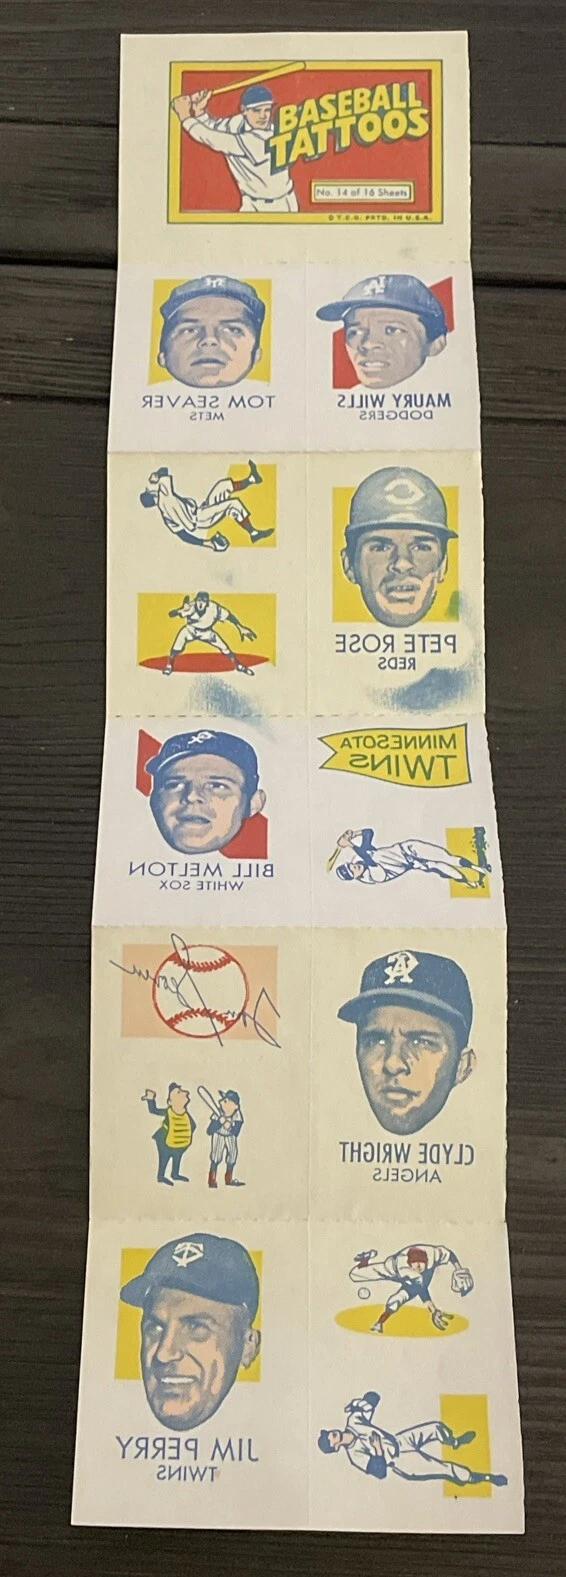 BASEBALL
TATTOOS
No. 14 of 16 Sheets
© T.C.G. PRTD. IN U.S.A.
TOM SEAVER
METS
MAURY WILLS
DODGERS
PETE ROSE
REDS
MINNESOTA
TWINS
BILL MELTON
WHITE SOX
CLYDE WRIGHT
ANGELS
JIM PERRY
TWINS